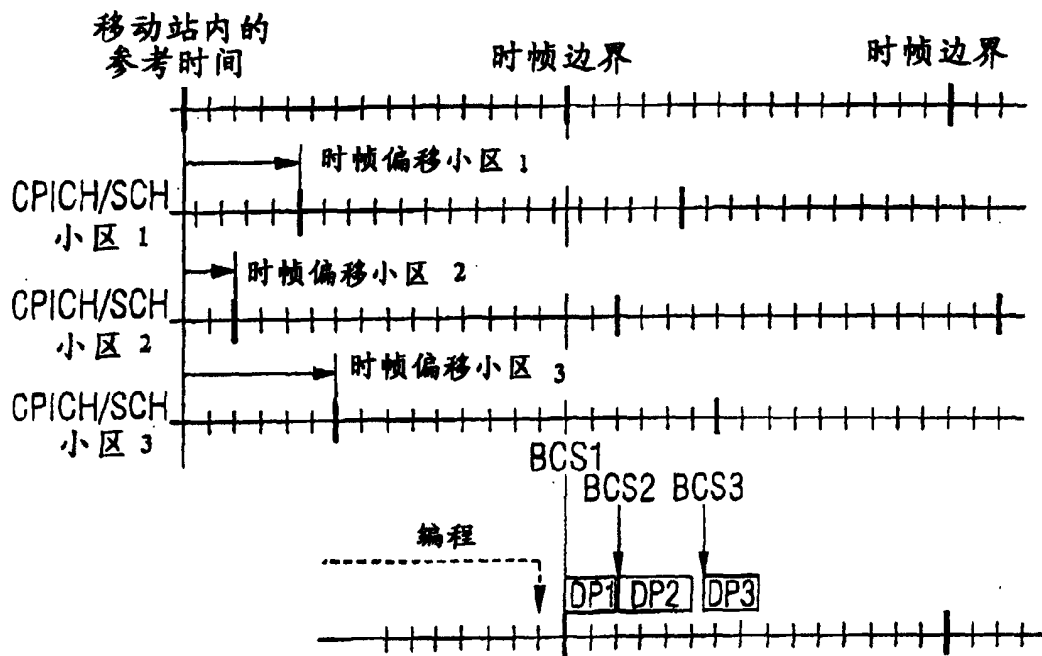 移动站内的
参考时间
时帧边界
时帧边界
时帧偏移小区 1
CPICH/SCH
小区 1
时帧偏移小区 2
CPICH/SCH
小区 2
时帧偏移小区 3
CPICH/SCH
小区 3
BCS1
BCS2 BCS3
编程
DP1 DP2 DP3